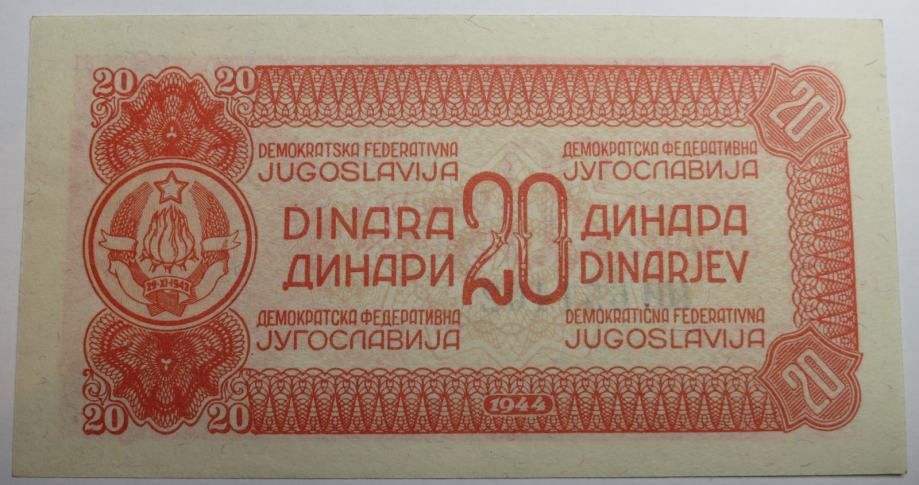 20 20
20
DEMOKRATSKA FEDERATIVNA
JUGOSLAVIJA
ДЕМОКРАТСКА ФЕДЕРАТИВНА
ЈУГОСЛАВИЈА
DINARA
ДИНАРИ
20
ДИНАРА
DINARJEV
29·XI·1943
ДЕМОКРАТСКА ФЕДЕРАТИВНА
ЈУГОСЛАВИЈА
DEMOKRATIČNA FEDERATIVNA
JUGOSLAVIJA
20 20
1944
20